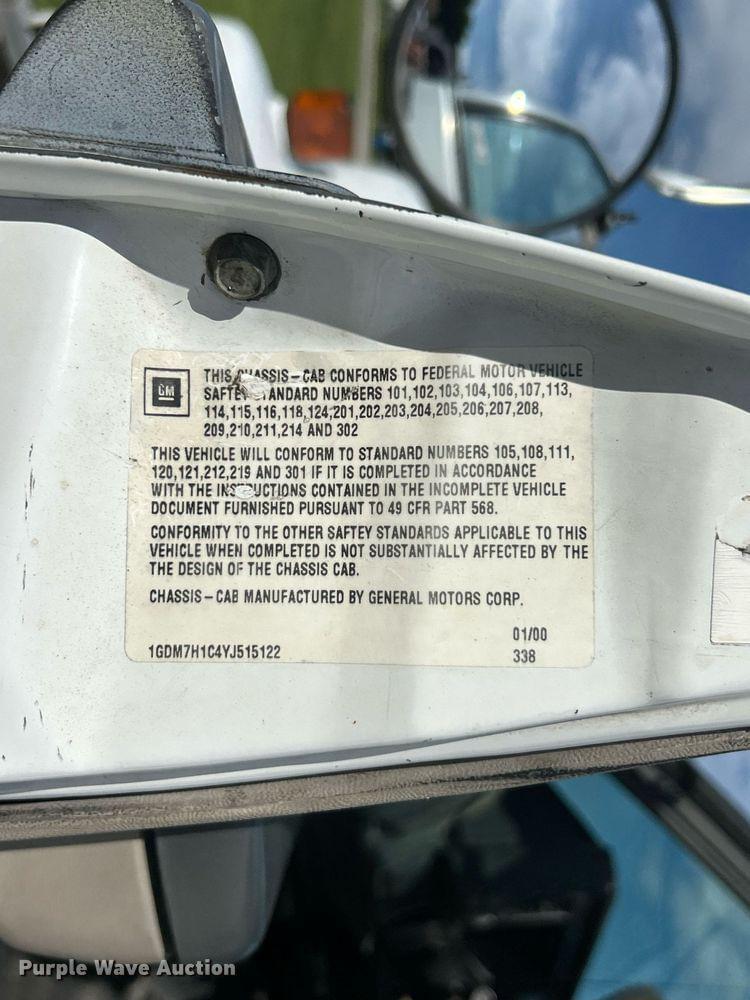 GM
THIS CHASSIS-CAB CONFORMS TO FEDERAL MOTOR VEHICLE
SAFTEY STANDARD NUMBERS 101,102,103,104,106,107,113,
114,115,116,118,124,201,202,203,204,205,206,207,208,
209,210,211,214 AND 302
THIS VEHICLE WILL CONFORM TO STANDARD NUMBERS 105,108,111,
120,121,212,219 AND 301 IF IT IS COMPLETED IN ACCORDANCE
WITH THE INSTRUCTIONS CONTAINED IN THE INCOMPLETE VEHICLE
DOCUMENT FURNISHED PURSUANT TO 49 CFR PART 568.
CONFORMITY TO THE OTHER SAFTEY STANDARDS APPLICABLE TO THIS
VEHICLE WHEN COMPLETED IS NOT SUBSTANTIALLY AFFECTED BY THE
THE DESIGN OF THE CHASSIS CAB.
CHASSIS-CAB MANUFACTURED BY GENERAL MOTORS CORP.
01/00
1GDM7H1C4YJ515122 338
Purple Wave Auction